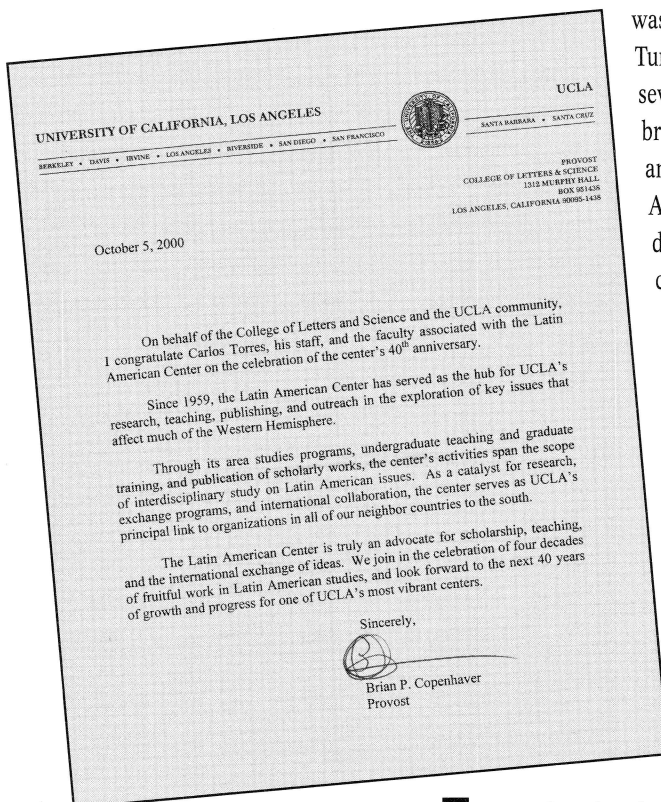 UNIVERSITY OF CALIFORNIA, LOS ANGELES
UCLA
BERKELEY • DAVIS • IRVINE • LOS ANGELES • RIVERSIDE • SAN DIEGO • SAN FRANCISCO
SANTA BARBARA • SANTA CRUZ
PROVOST
COLLEGE OF LETTERS & SCIENCE
1312 MURPHY HALL
BOX 951438
LOS ANGELES, CALIFORNIA 90095-1438
October 5, 2000
On behalf of the College of Letters and Science and the UCLA community,
I congratulate Carlos Torres, his staff, and the faculty associated with the Latin
American Center on the celebration of the center's 40th anniversary.
Since 1959, the Latin American Center has served as the hub for UCLA's
research, teaching, publishing, and outreach in the exploration of key issues that
affect much of the Western Hemisphere.
Through its area studies programs, undergraduate teaching and graduate
training, and publication of scholarly works, the center's activities span the scope
of interdisciplinary study on Latin American issues. As a catalyst for research,
exchange programs, and international collaboration, the center serves as UCLA's
principal link to organizations in all of our neighbor countries to the south.
The Latin American Center is truly an advocate for scholarship, teaching,
and the international exchange of ideas. We join in the celebration of four decades
of fruitful work in Latin American studies, and look forward to the next 40 years
of growth and progress for one of UCLA's most vibrant centers.
Sincerely,
Brian P. Copenhaver
Provost
was